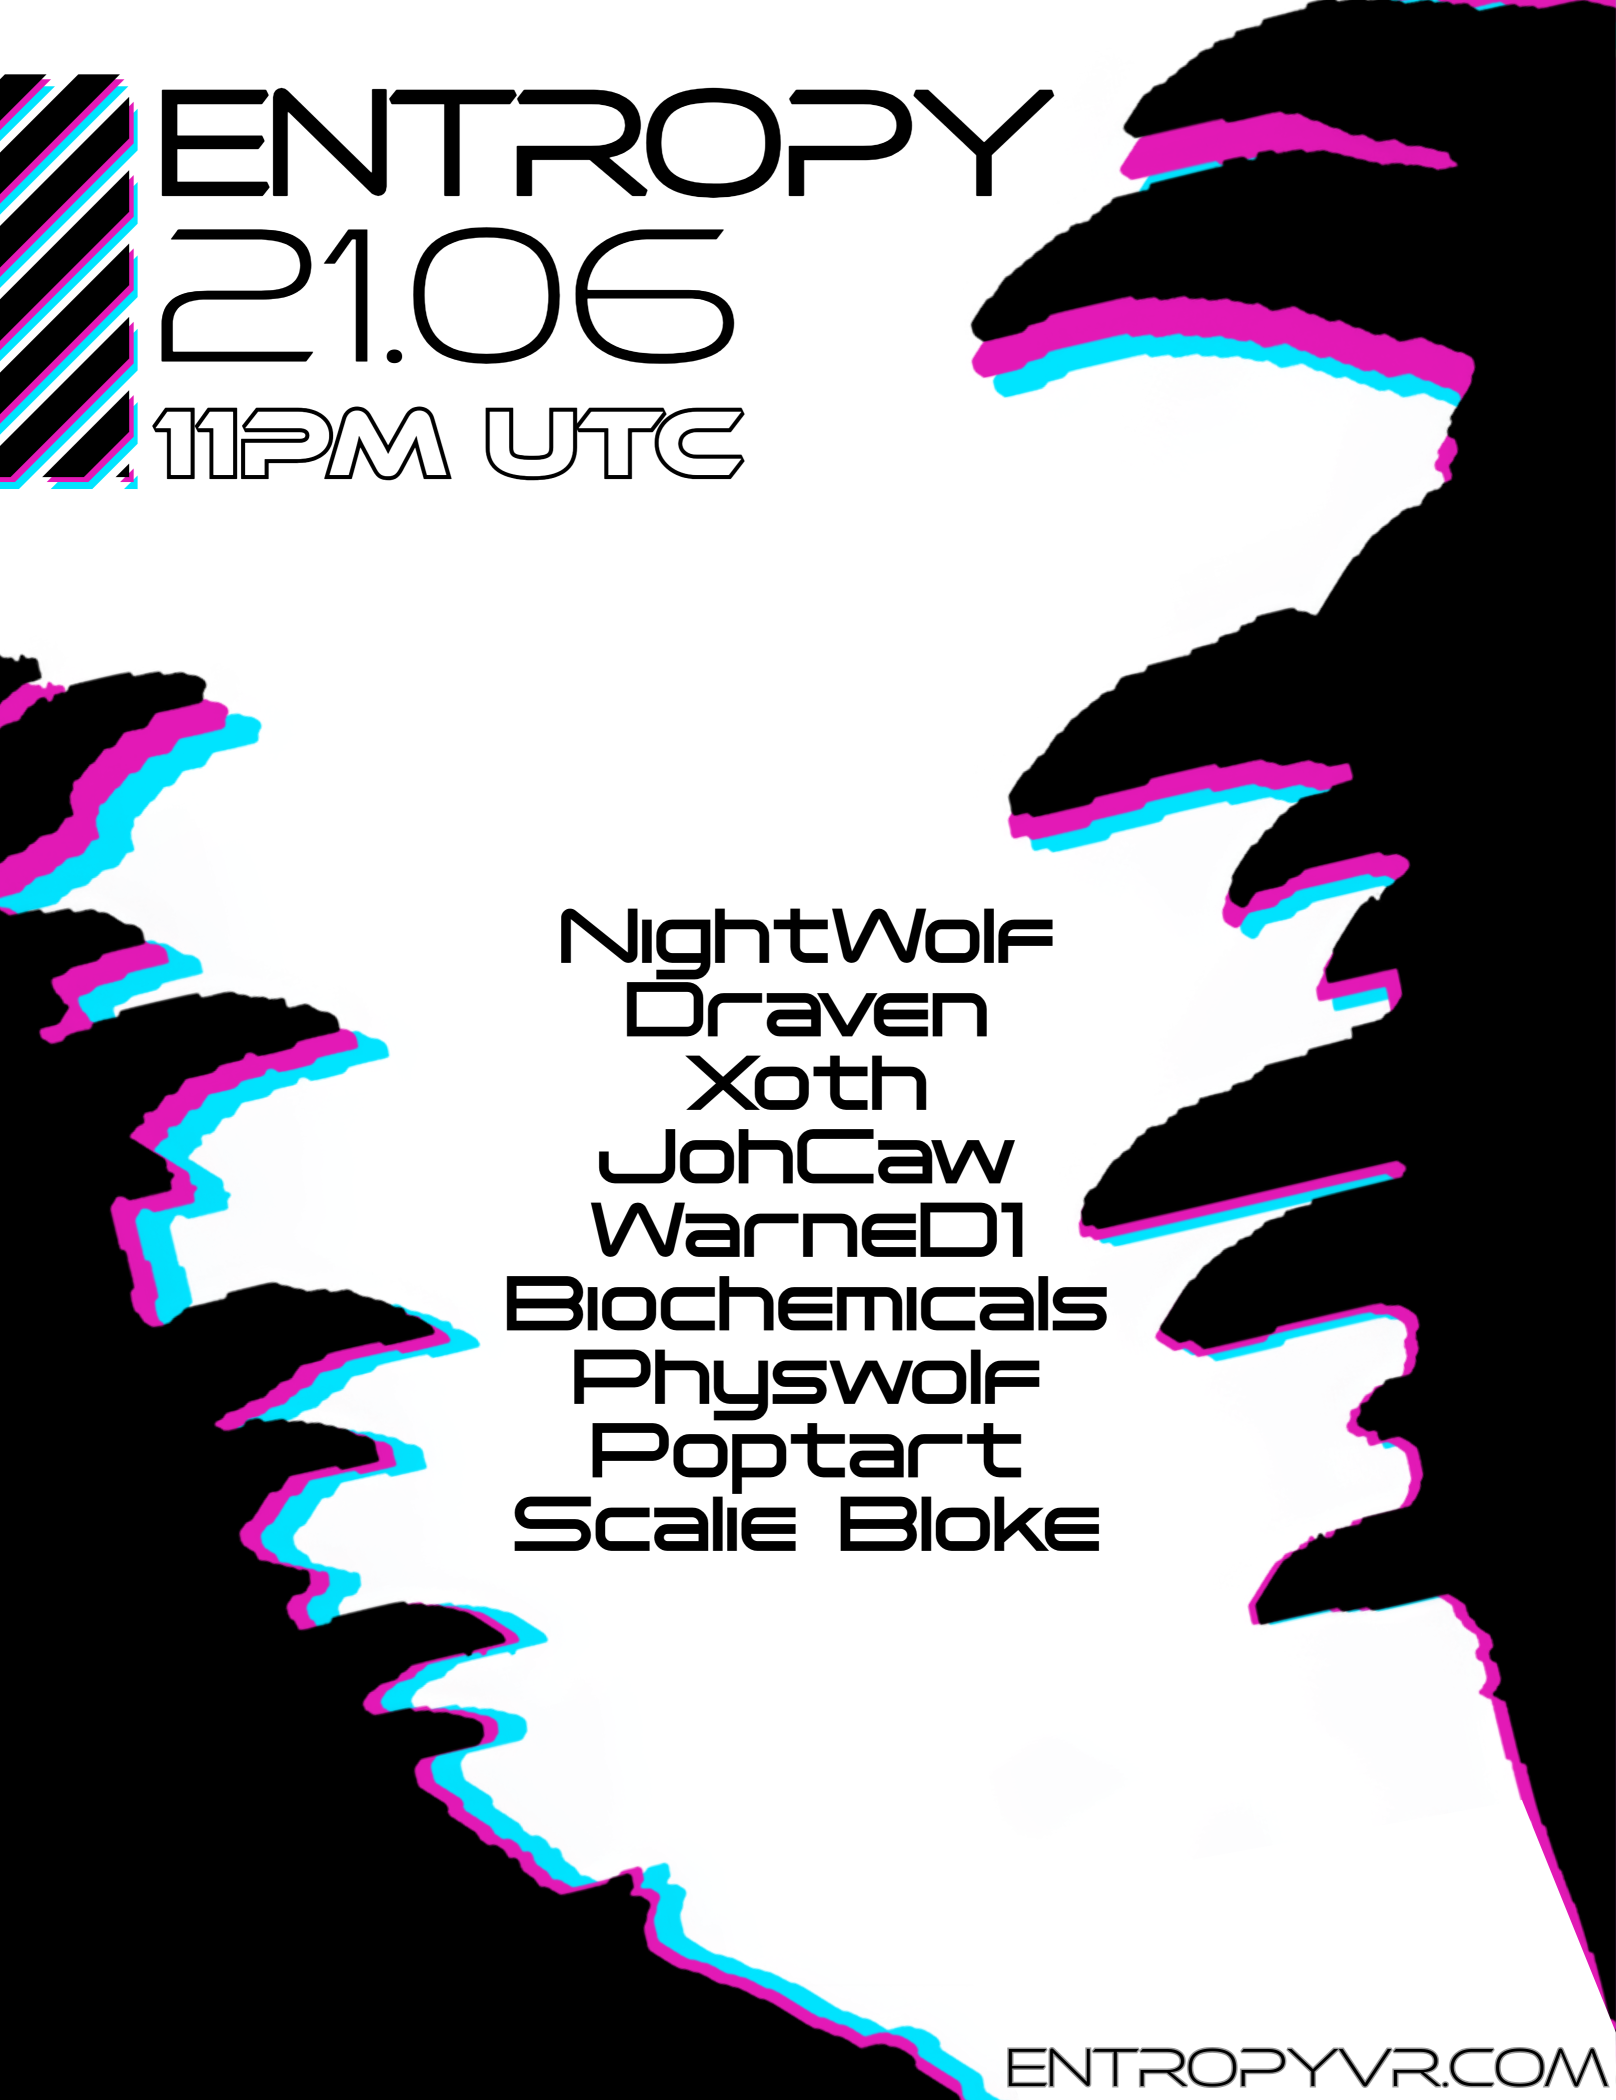 ENTROPY
21.06
11PM UTC
NightWolf
Draven
Xoth
JohCaw
WarneD1
Biochemicals
Physwolf
Poptart
Scalie Bloke
ENTROPYVR.COM